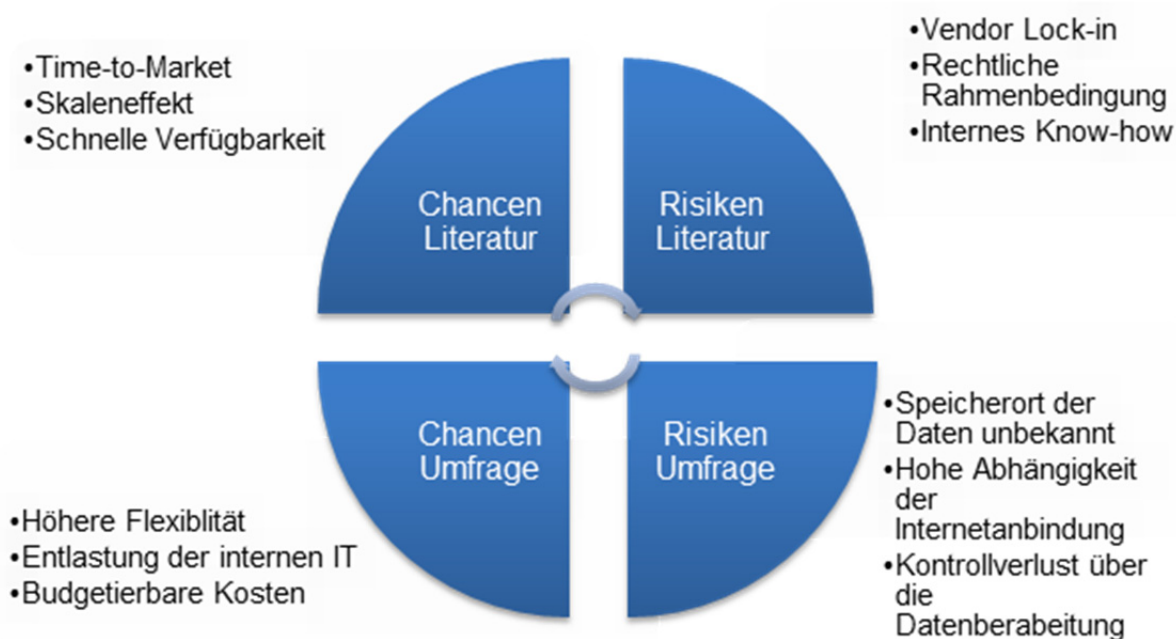 •Time-to-Market
•Skaleneffekt
•Schnelle Verfügbarkeit
•Vendor Lock-in
•Rechtliche
Rahmenbedingung
•Internes Know-how
Chancen
Literatur
Risiken
Literatur
Chancen
Umfrage
Risiken
Umfrage
•Höhere Flexiblität
•Entlastung der internen IT
•Budgetierbare Kosten
•Speicherort der
Daten unbekannt
•Hohe Abhängigkeit
der
Internetanbindung
•Kontrollverlust über
die
Datenberabeitung